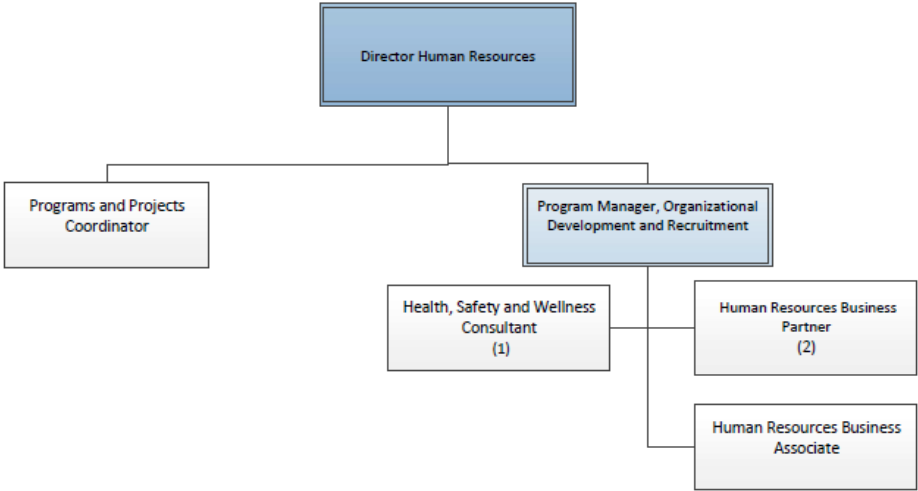 Director Human Resources
Programs and Projects
Coordinator
Program Manager, Organizational
Development and Recruitment
Health, Safety and Wellness
Consultant
(1)
Human Resources Business
Partner
(2)
Human Resources Business
Associate